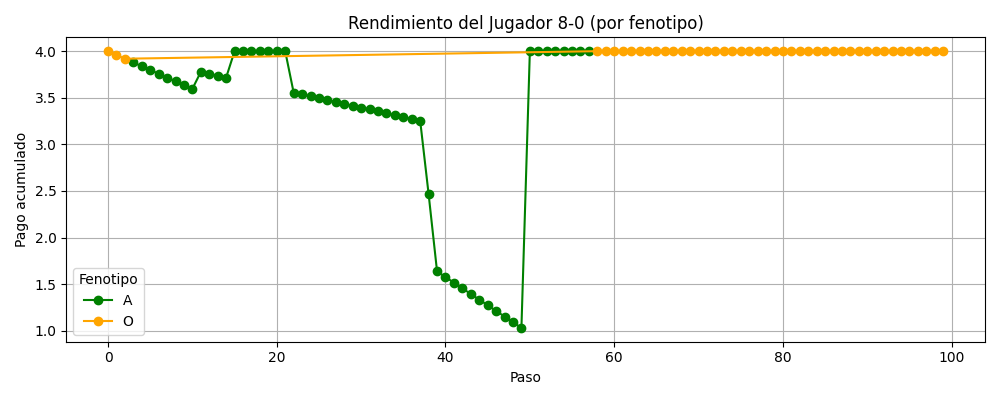 Rendimiento del Jugador 8-0 (por fenotipo)
Pago acumulado
4.0
3.5
3.0
2.5
2.0
1.5
1.0
Fenotipo
A
O
0 20 40 60 80 100
Paso